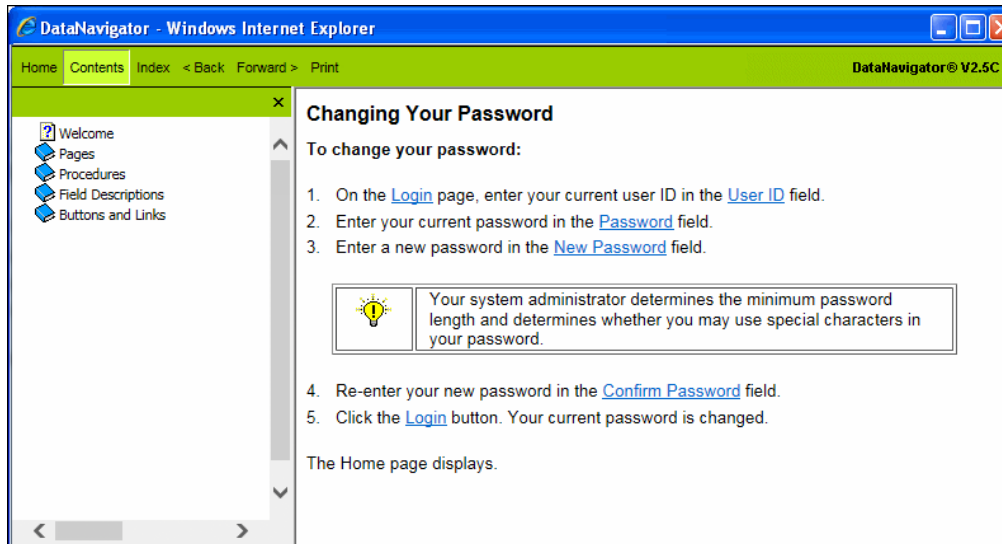 DataNavigator - Windows Internet Explorer
Home Contents Index < Back Forward > Print DataNavigator® V2.5C
Welcome
Pages
Procedures
Field Descriptions
Buttons and Links
Changing Your Password
To change your password:
1. On the Login page, enter your current user ID in the User ID field.
2. Enter your current password in the Password field.
3. Enter a new password in the New Password field.
Your system administrator determines the minimum password
length and determines whether you may use special characters in
your password.
4. Re-enter your new password in the Confirm Password field.
5. Click the Login button. Your current password is changed.
The Home page displays.